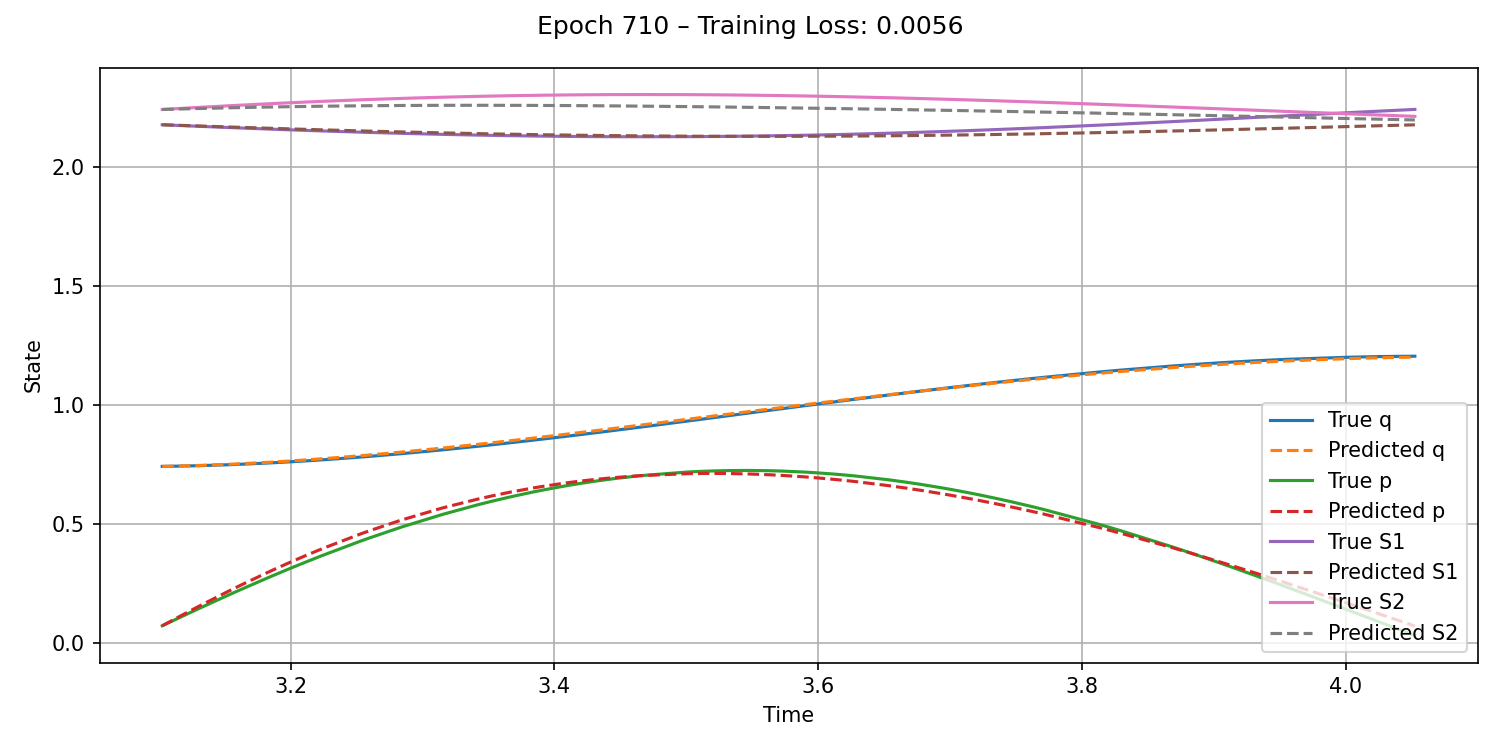 Epoch 710 – Training Loss: 0.0056
State
2.0
1.5
1.0
0.5
0.0
True q
Predicted q
True p
Predicted p
True S1
Predicted S1
True S2
Predicted S2
3.2 3.4 3.6 3.8 4.0
Time